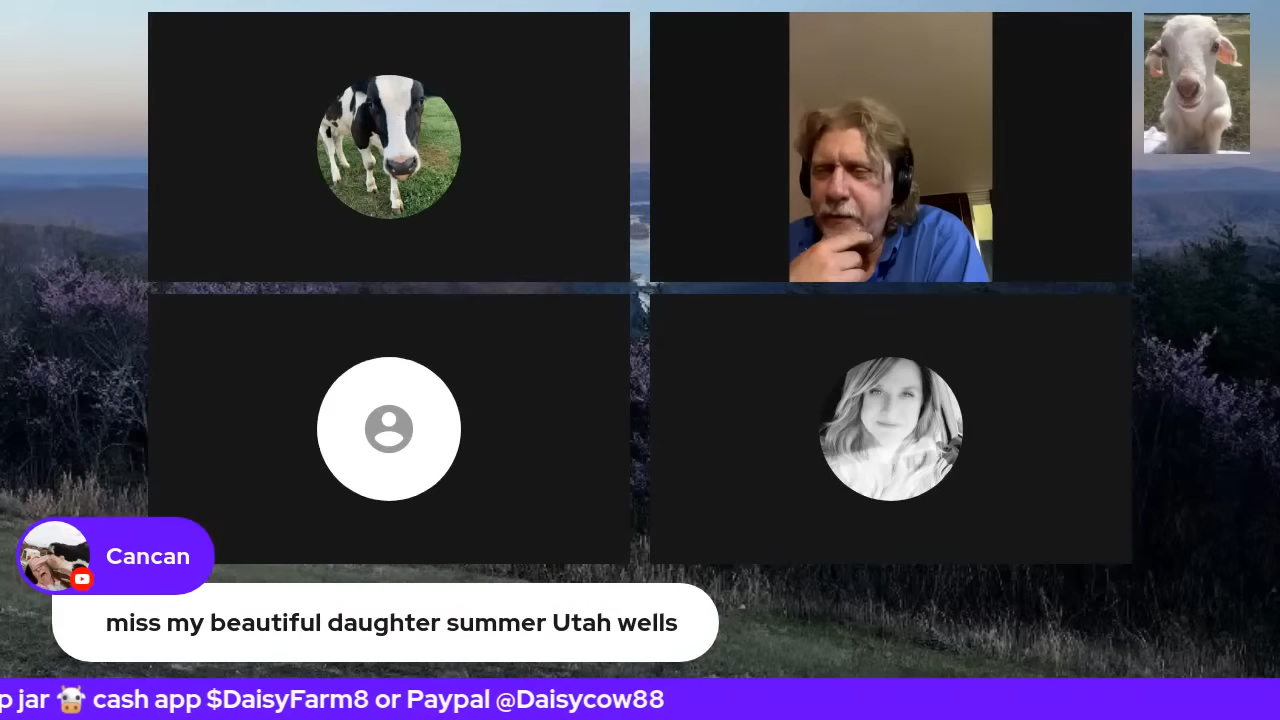 Cancan
miss my beautiful daughter summer Utah wells
p jar 🐮 cash app $DaisyFarm8 or Paypal @Daisycow88